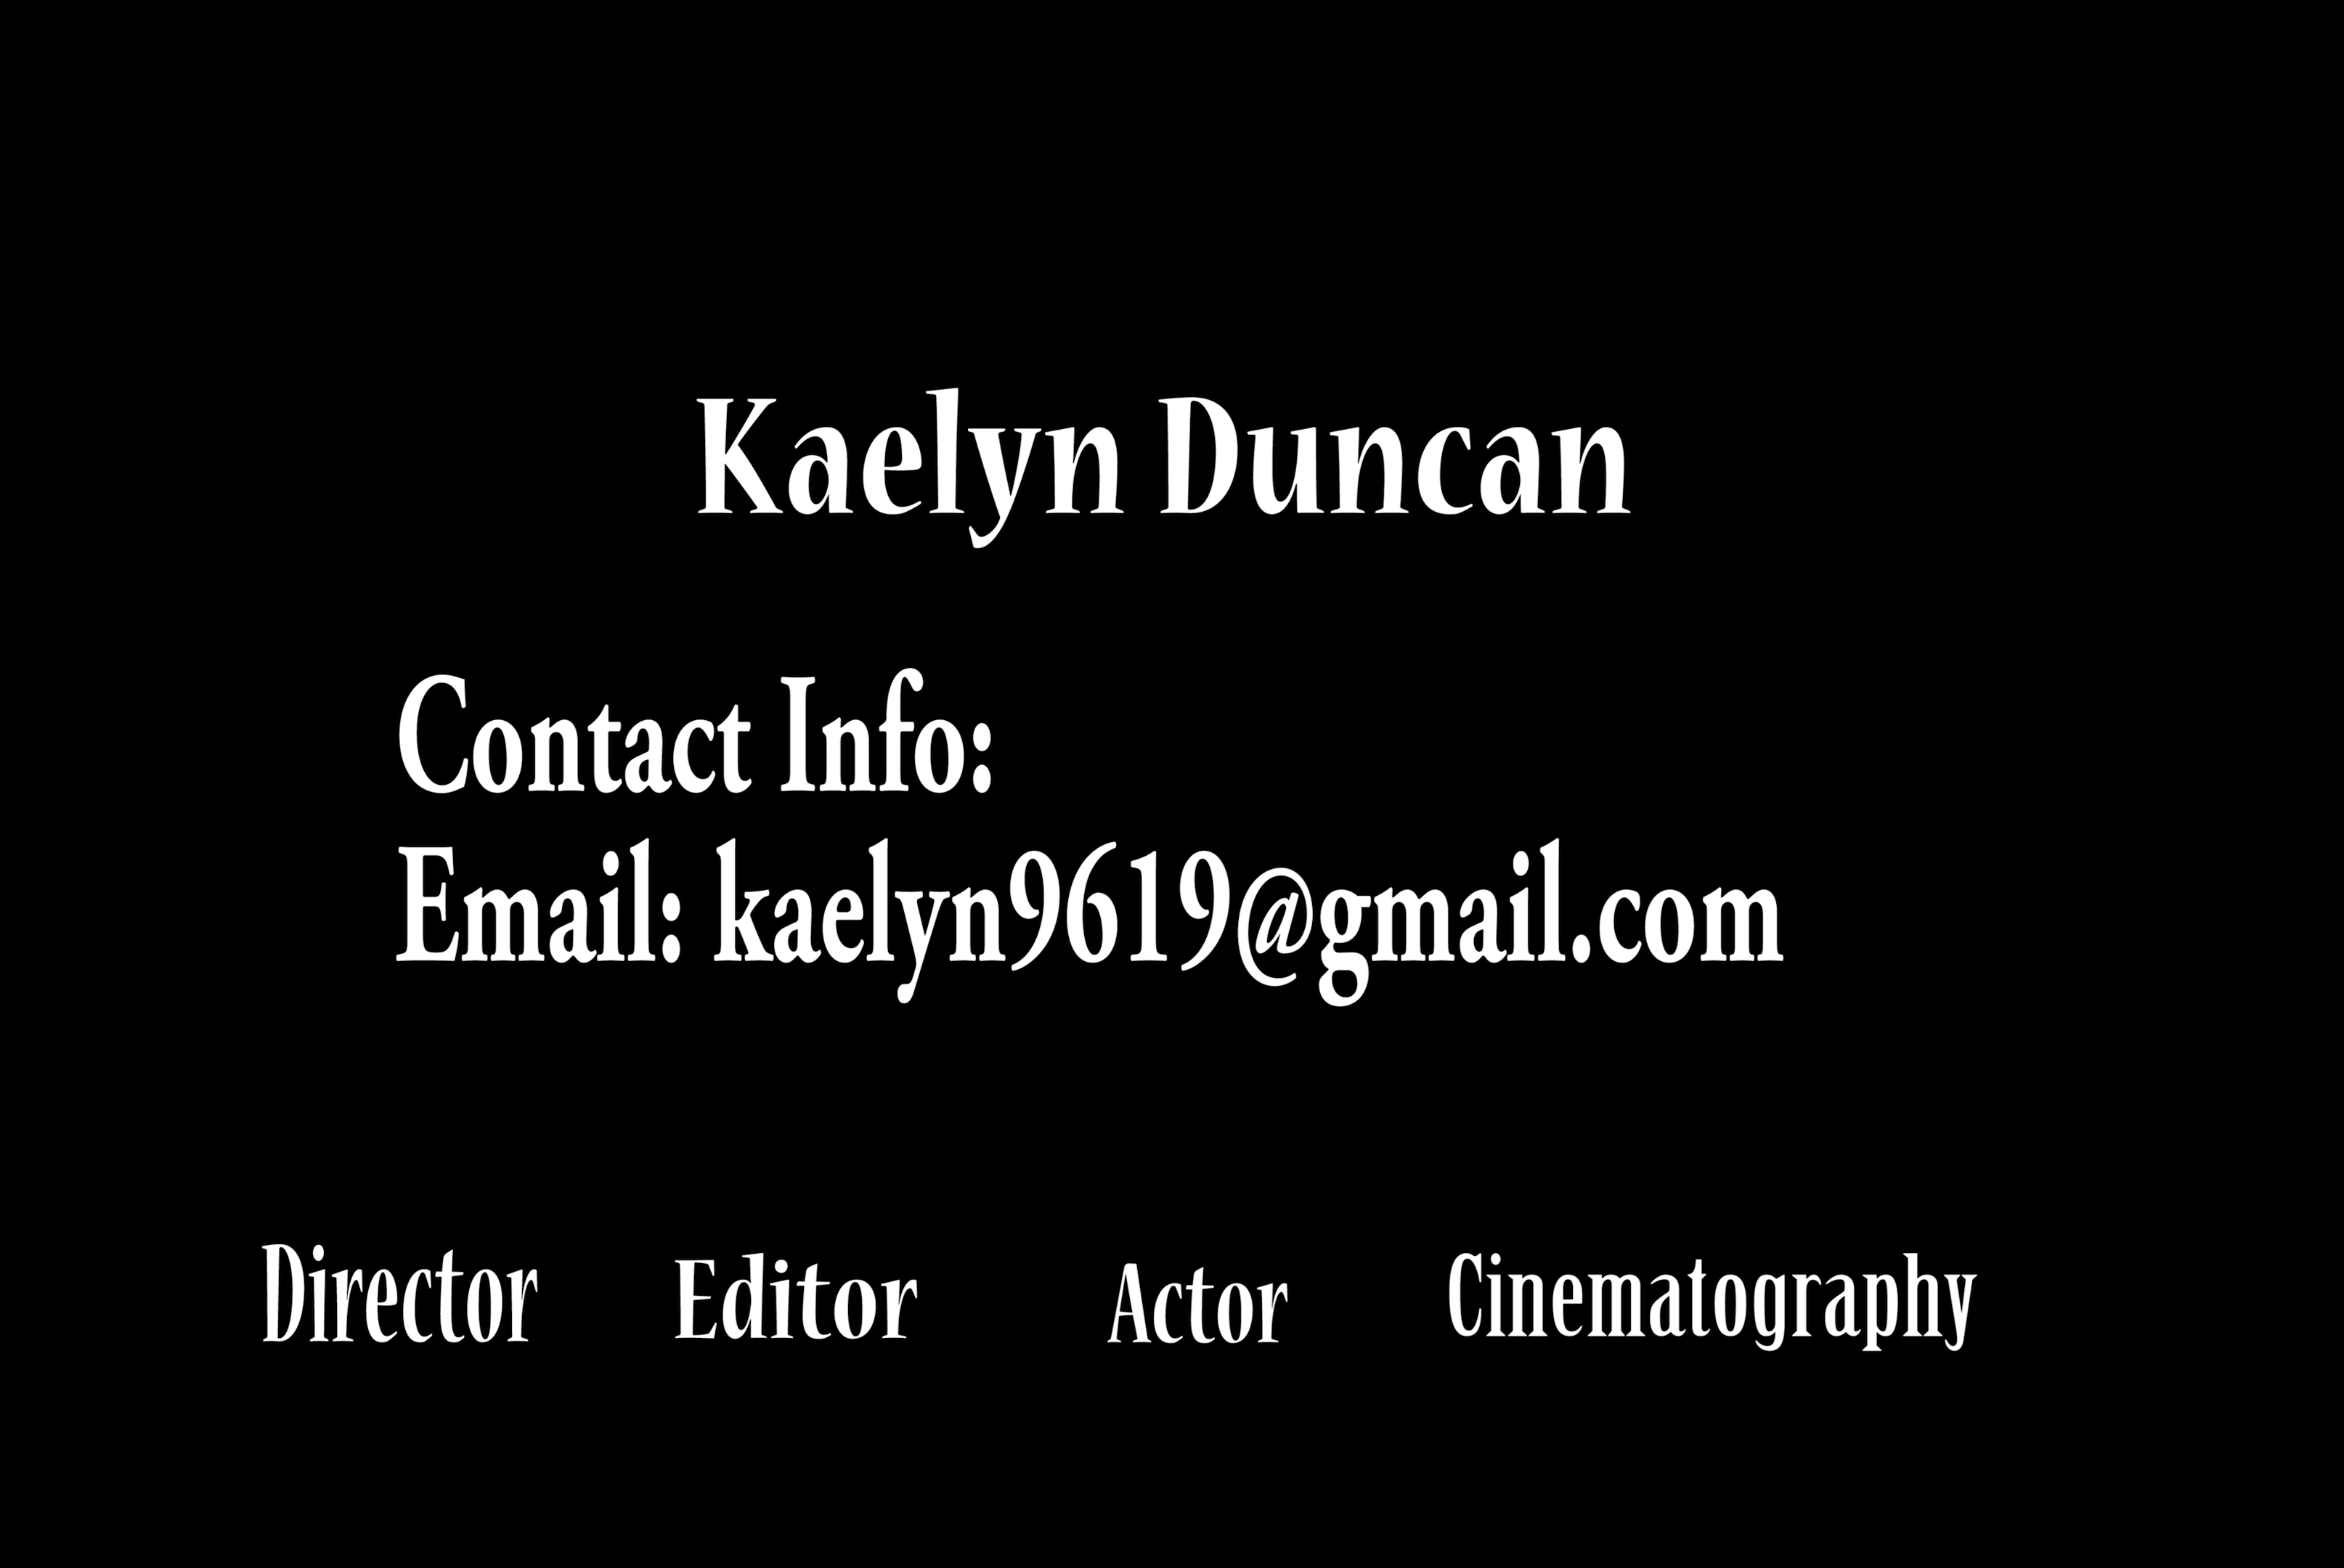 Kaelyn Duncan
Contact Info:
Email: kaelyn9619@gmail.com
Director Editor Actor Cinematography